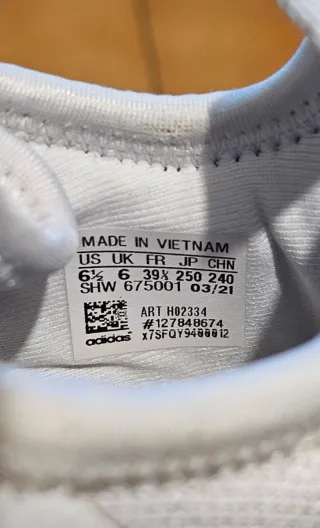 MADE IN VIETNAM
US UK FR JP CHN
6½ 6 39⅓ 250 240
SHW 675001 03/21
ART H02334
#127848674
adidas x7SFQY9400012